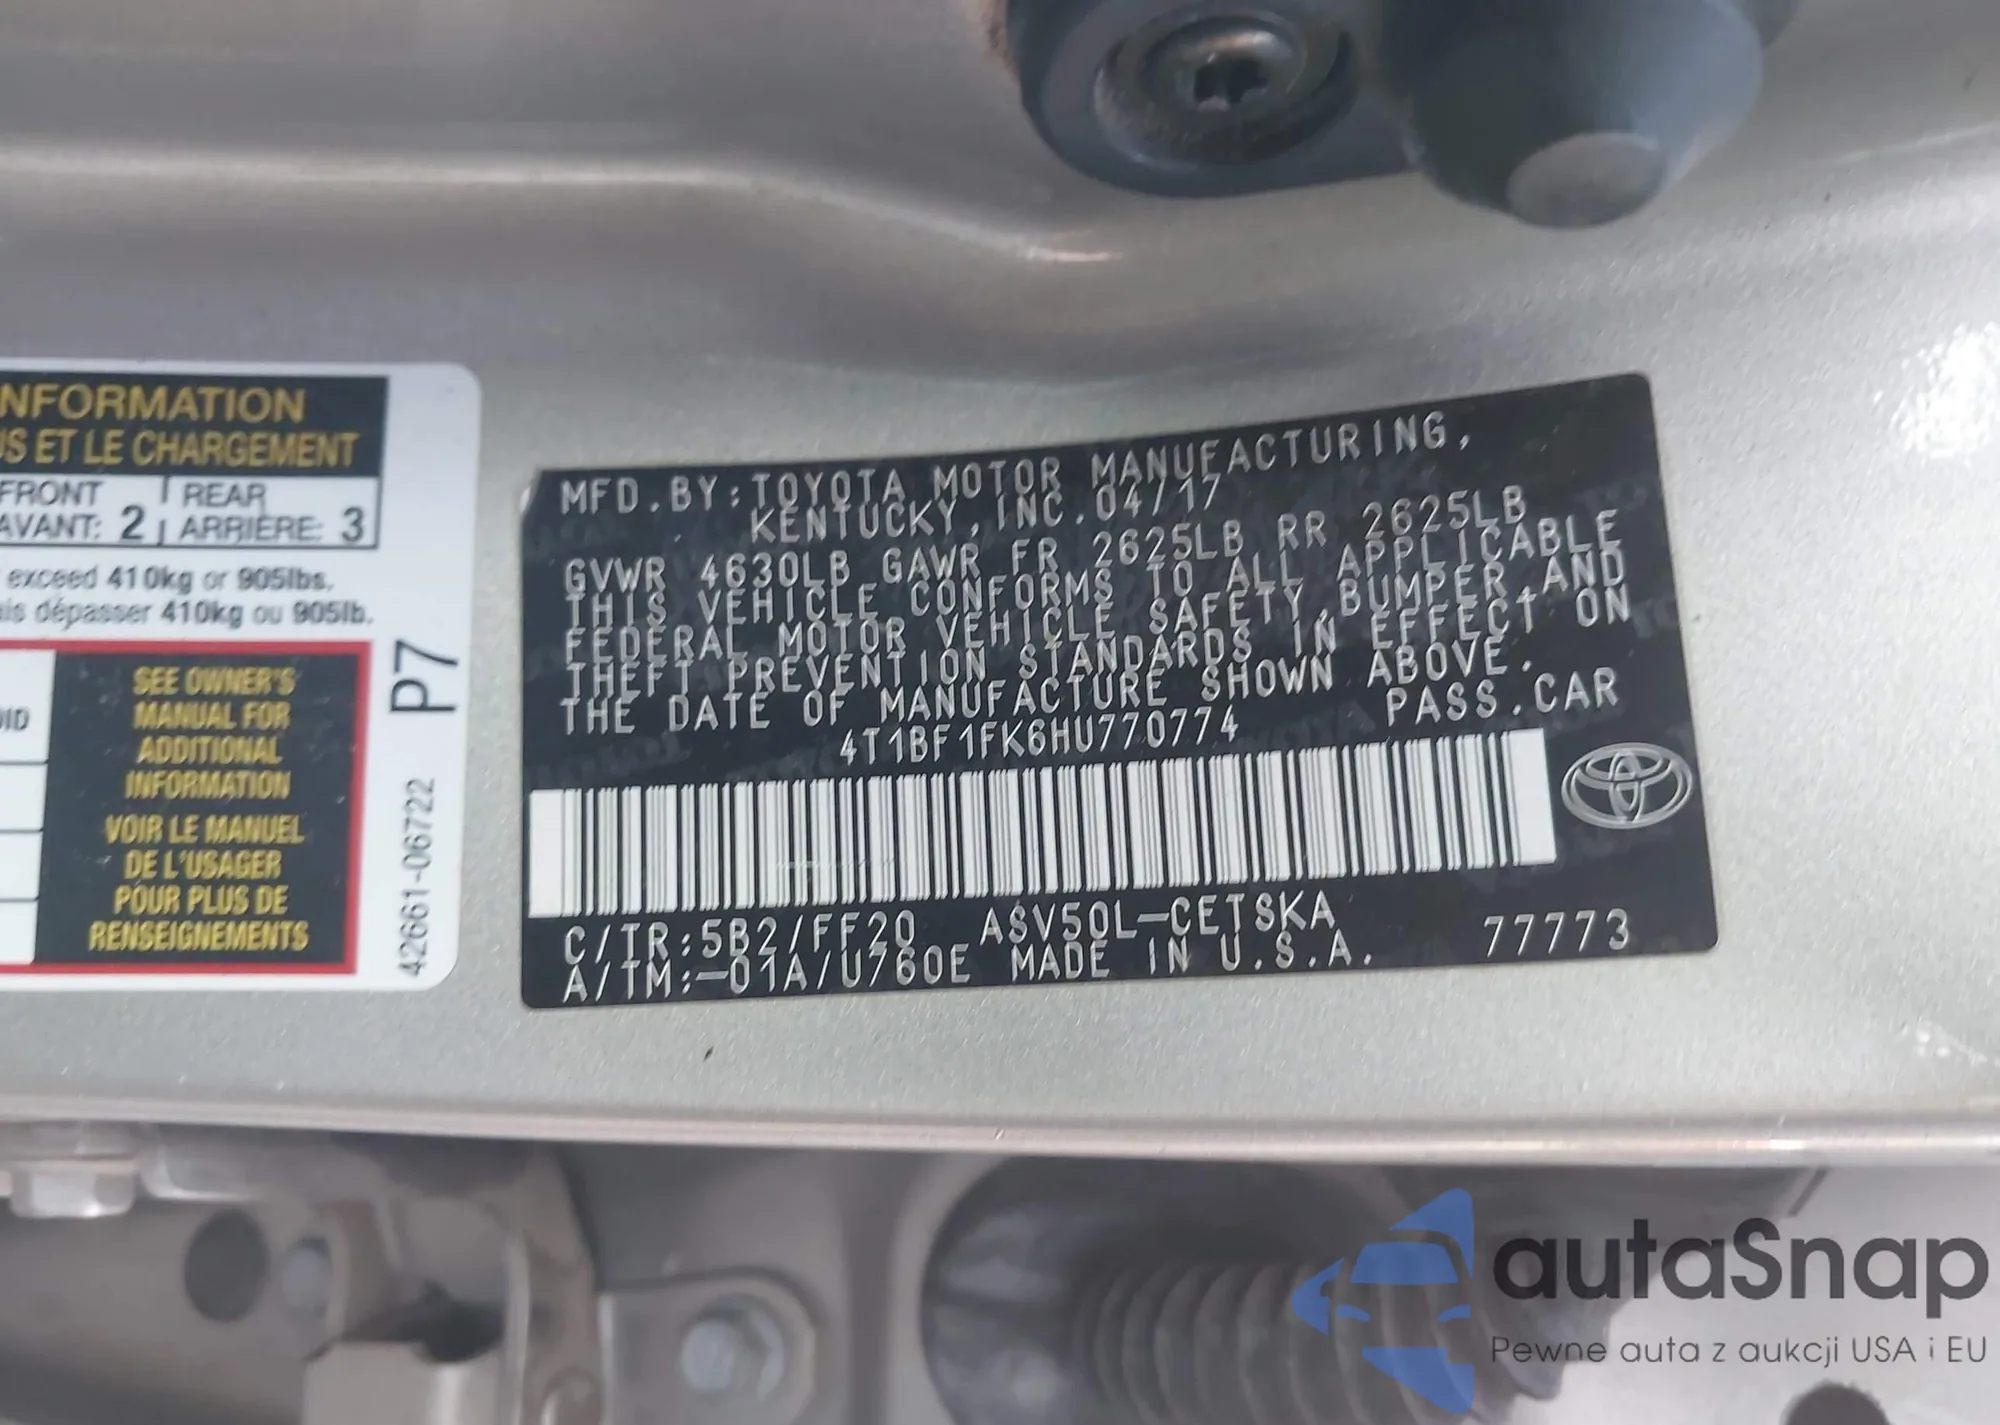 NFORMATION
US ET LE CHARGEMENT
FRONT | REAR
AVANT: 2 | ARRIÈRE: 3
exceed 410kg or 905lbs.
is dépasser 410kg ou 905lb.
SEE OWNER'S
MANUAL FOR
ADDITIONAL
INFORMATION
VOIR LE MANUEL
DE L'USAGER
POUR PLUS DE
RENSEIGNEMENTS
P7
42661-06722
MFD.BY:TOYOTA MOTOR MANUFACTURING,
KENTUCKY,INC.04/17
GVWR 4630LB GAWR FR 2625LB RR 2625LB
THIS VEHICLE CONFORMS TO ALL APPLICABLE
FEDERAL MOTOR VEHICLE SAFETY,BUMPER AND
THEFT PREVENTION STANDARDS IN EFFECT ON
THE DATE OF MANUFACTURE SHOWN ABOVE.
4T1BF1FK6HU770774 PASS.CAR
C/TR:5B2/FF20 ASV50L-CETSKA
A/TM:-01A/U760E MADE IN U.S.A. 77773
autaSnap
Pewne auta z aukcji USA i EU